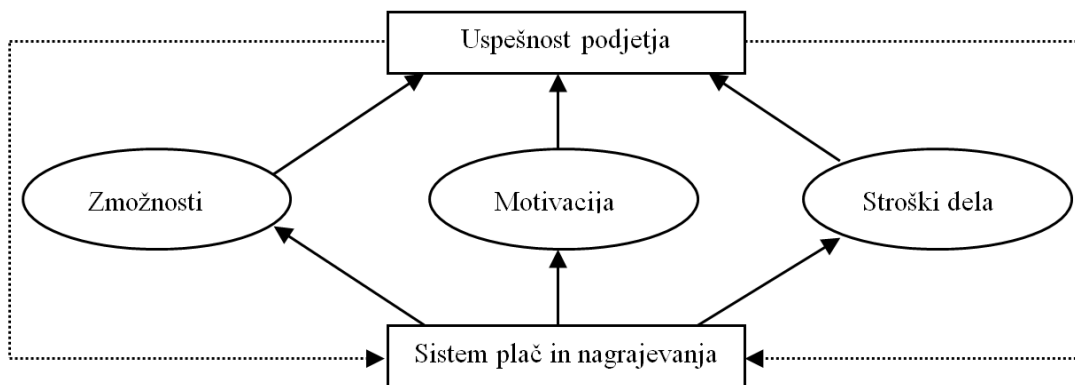 Uspešnost podjetja
Zmožnosti
Motivacija
Stroški dela
Sistem plač in nagrajevanja